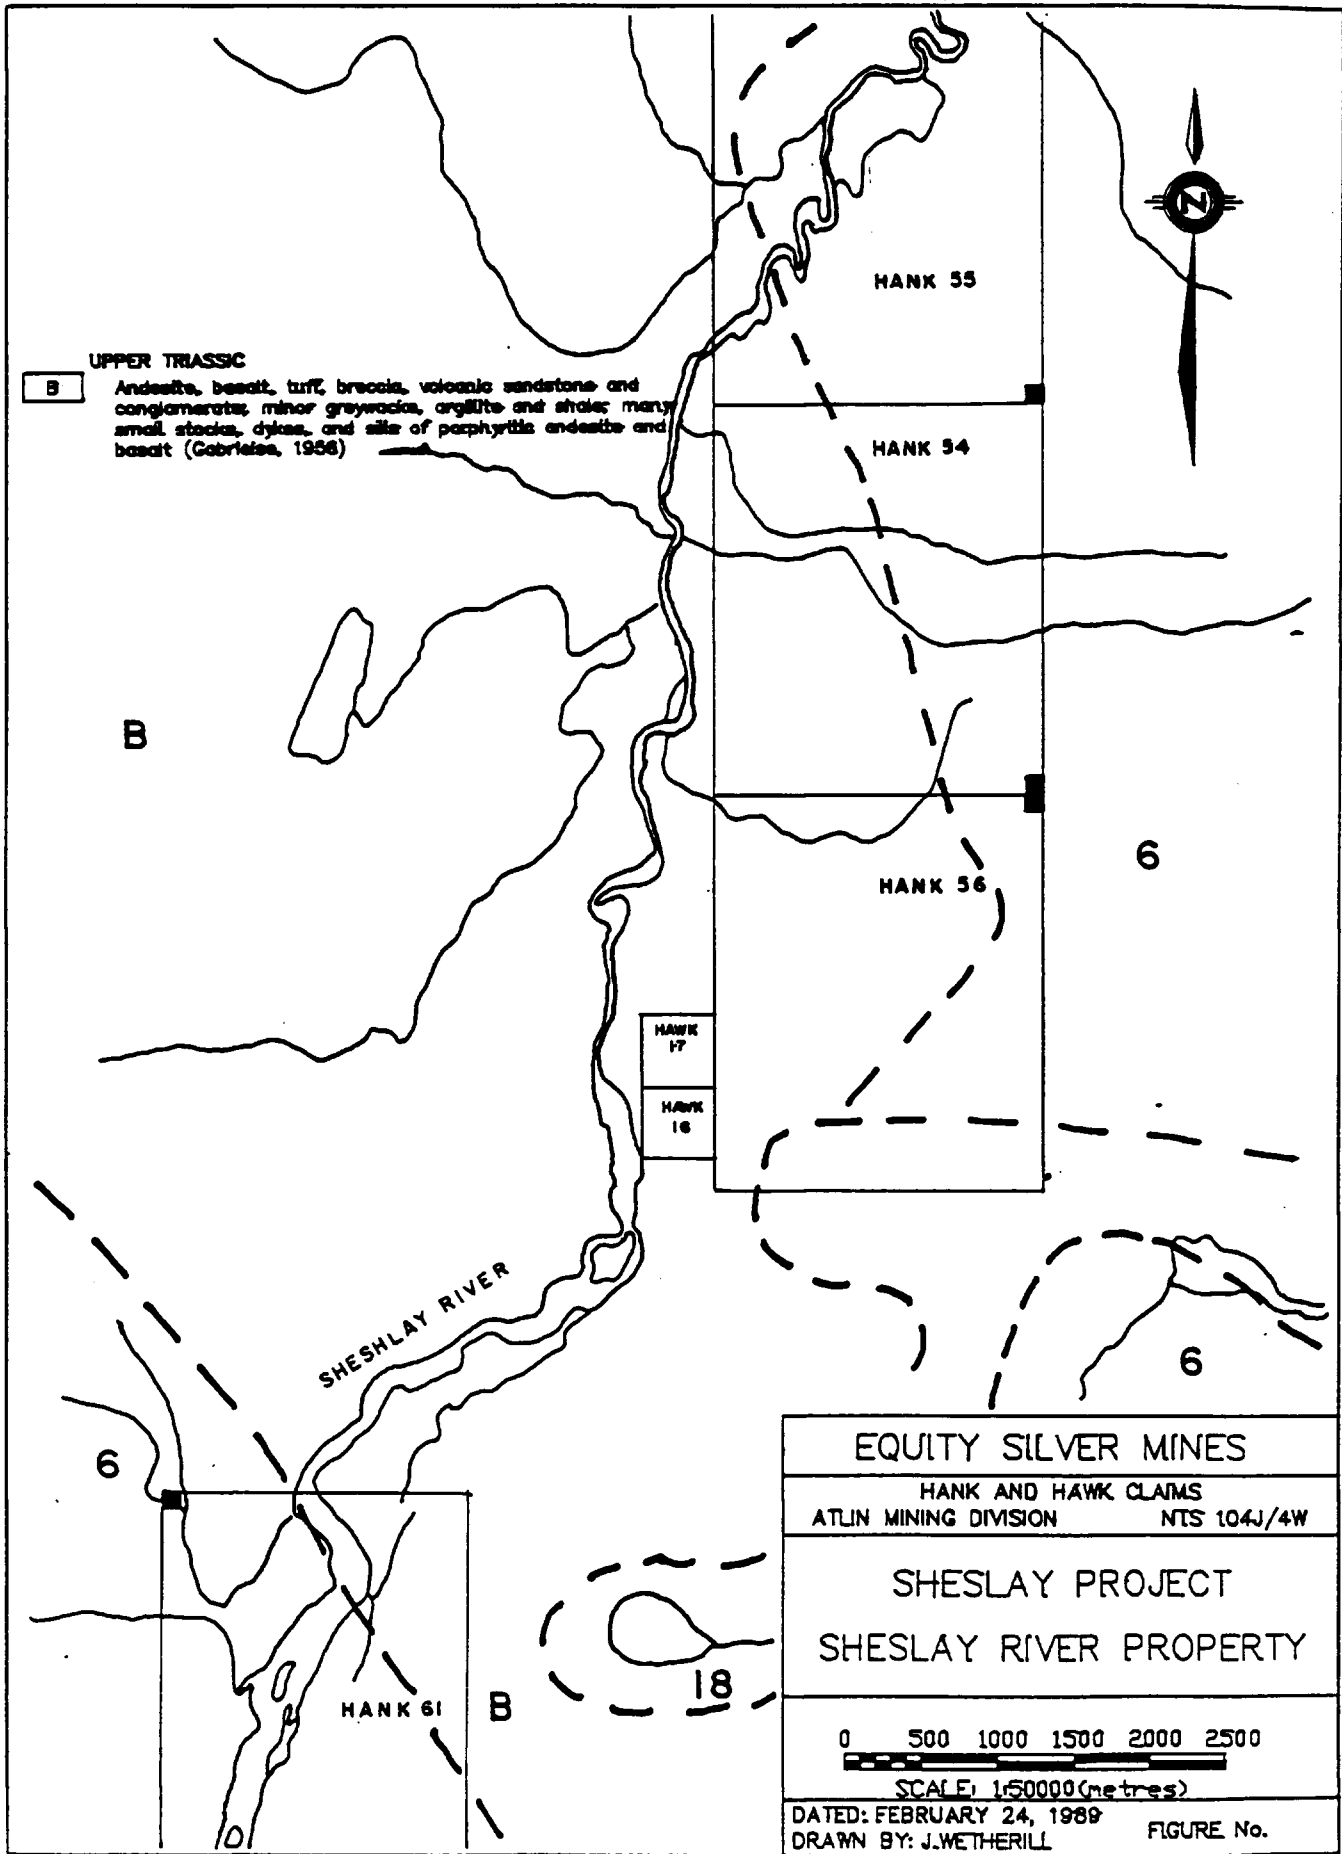 N
HANK 55
UPPER TRIASSIC
B
Andesite, basalt, tuff, breccia, volcanic sandstone and
conglomerate; minor greywacke, argillite and shale; many
small stocks, dykes, and sills of porphyritic andesite and
basalt (Gabrielse, 1956)
HANK 54
B
6
HANK 56
HAWK
17
HAWK
16
SHESHLAY RIVER
6
6
HANK 61
B
18
EQUITY SILVER MINES
HANK AND HAWK CLAIMS
ATLIN MINING DIVISION NTS 104J/4W
SHESLAY PROJECT
SHESLAY RIVER PROPERTY
0 500 1000 1500 2000 2500
SCALE: 1:50000 (metres)
DATED: FEBRUARY 24, 1989
DRAWN BY: J.WETHERILL
FIGURE No.